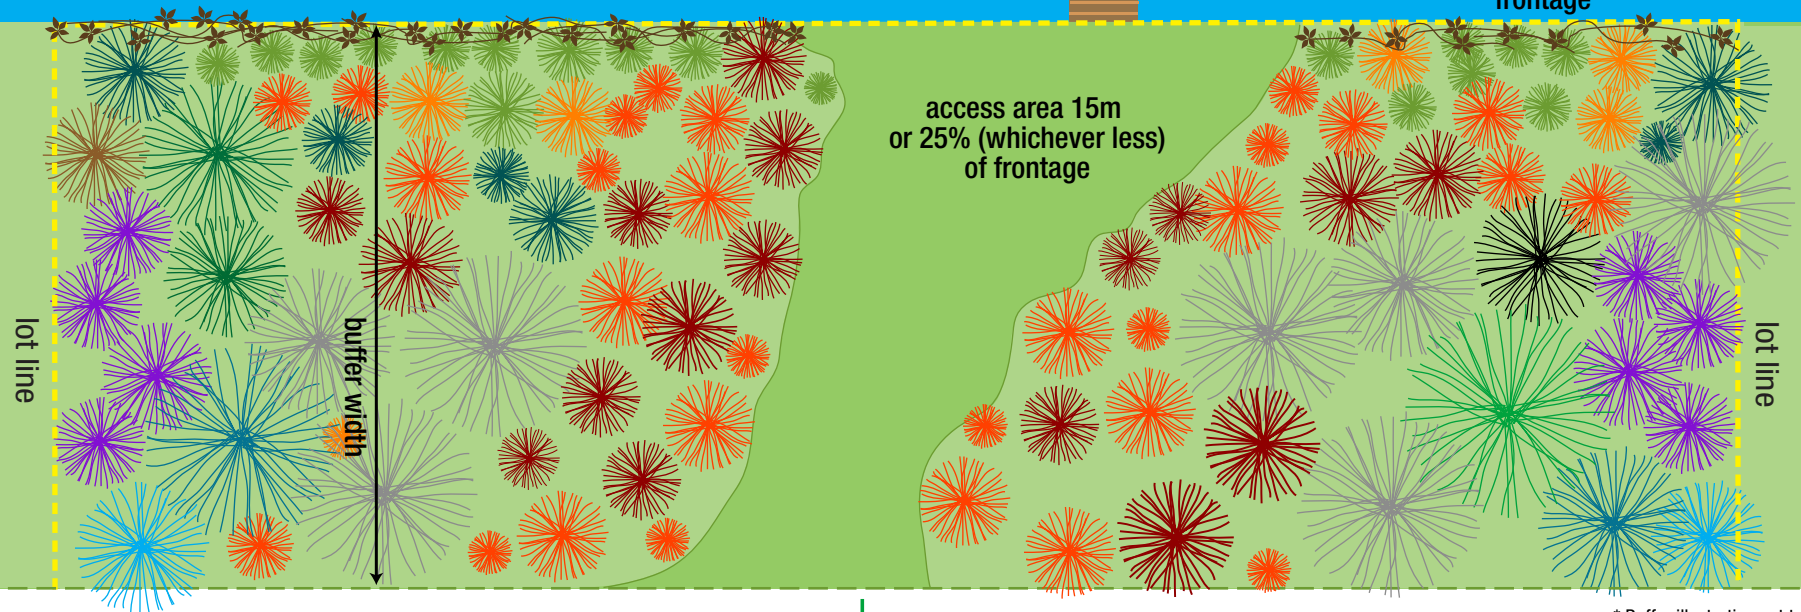 frontage
access area 15m
or 25% (whichever less)
of frontage
lot line
buffer width
lot line